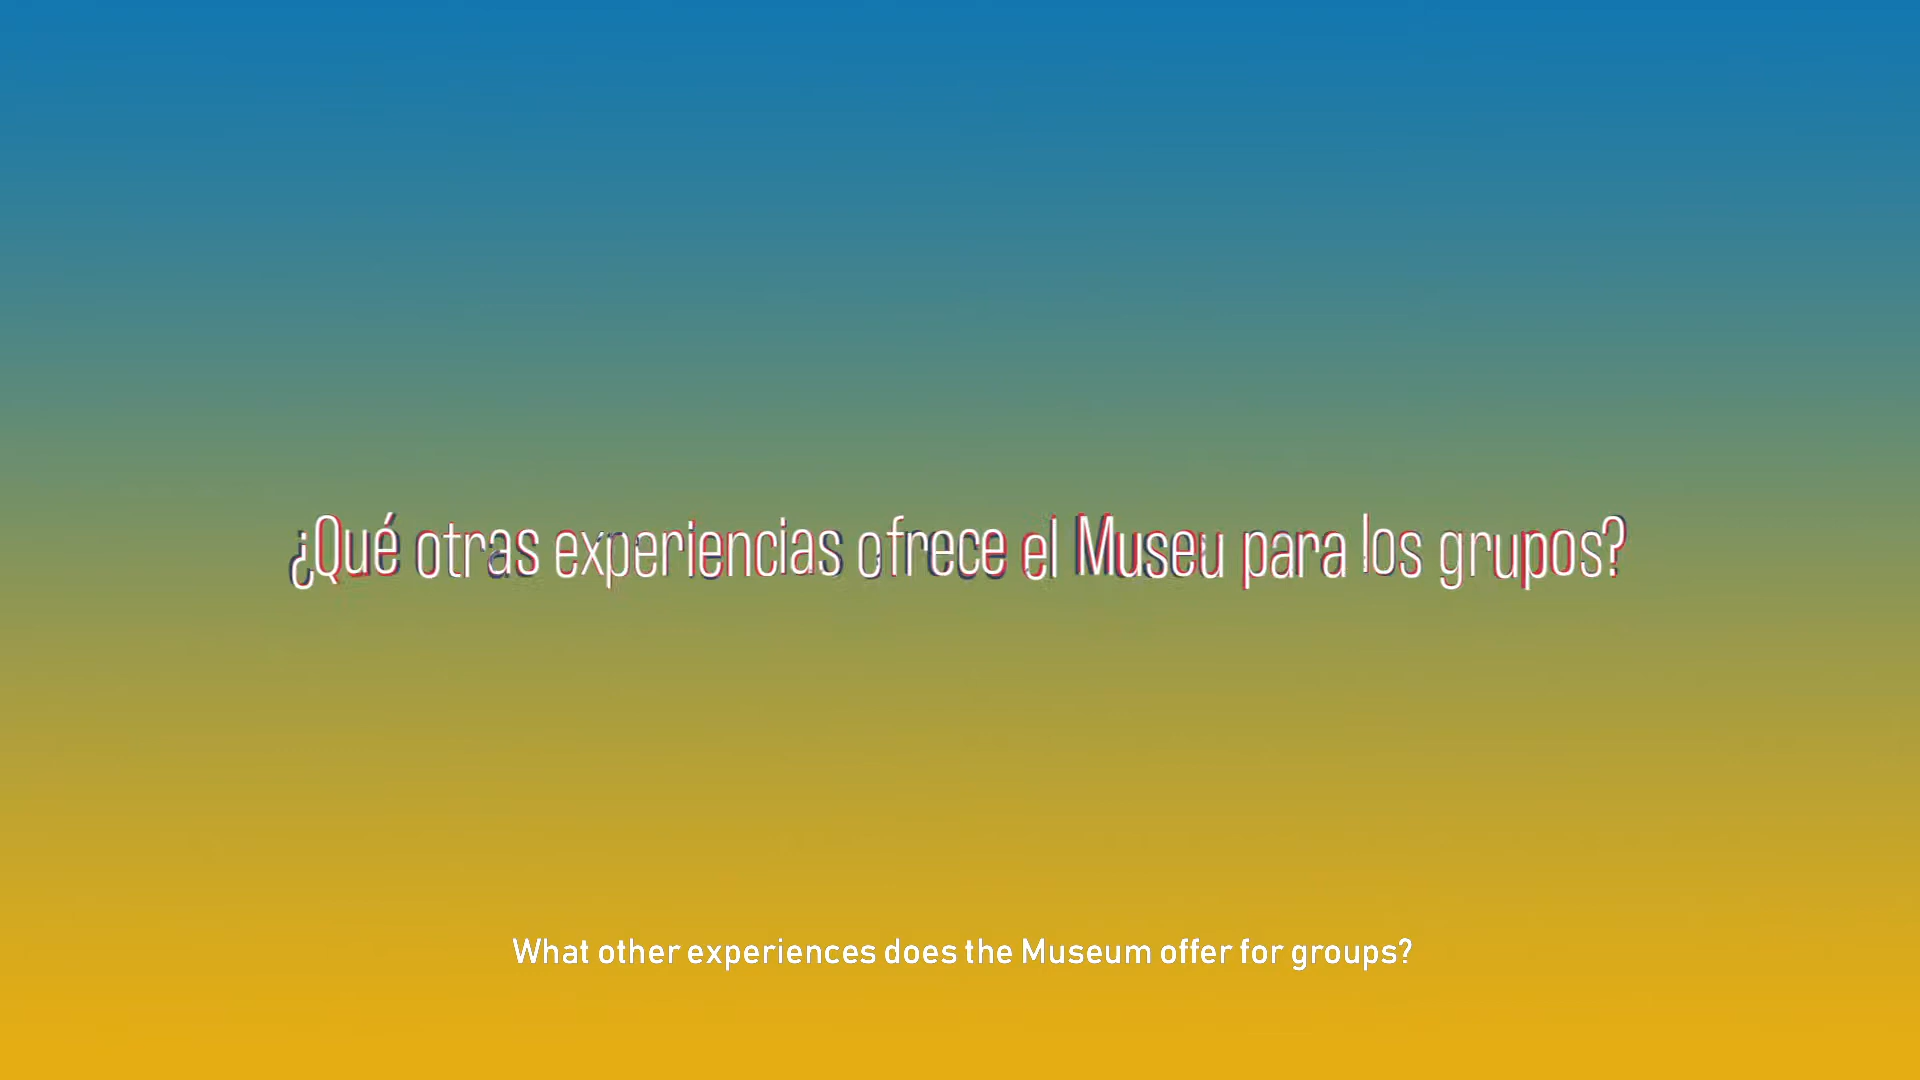 ¿Qué otras experiencias ofrece el Museu para los grupos?
What other experiences does the Museum offer for groups?